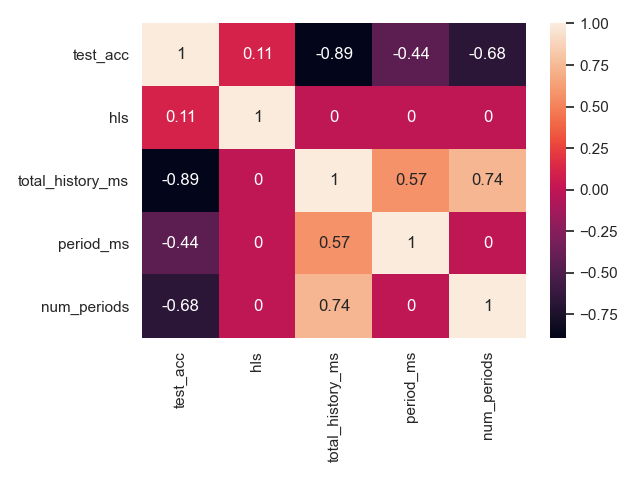 test_acc 1 0.11 -0.89 -0.44 -0.68
hls 0.11 1 0 0 0
total_history_ms -0.89 0 1 0.57 0.74
period_ms -0.44 0 0.57 1 0
num_periods -0.68 0 0.74 0 1
test_acc
hls
total_history_ms
period_ms
num_periods
1.00
0.75
0.50
0.25
0.00
−0.25
−0.50
−0.75